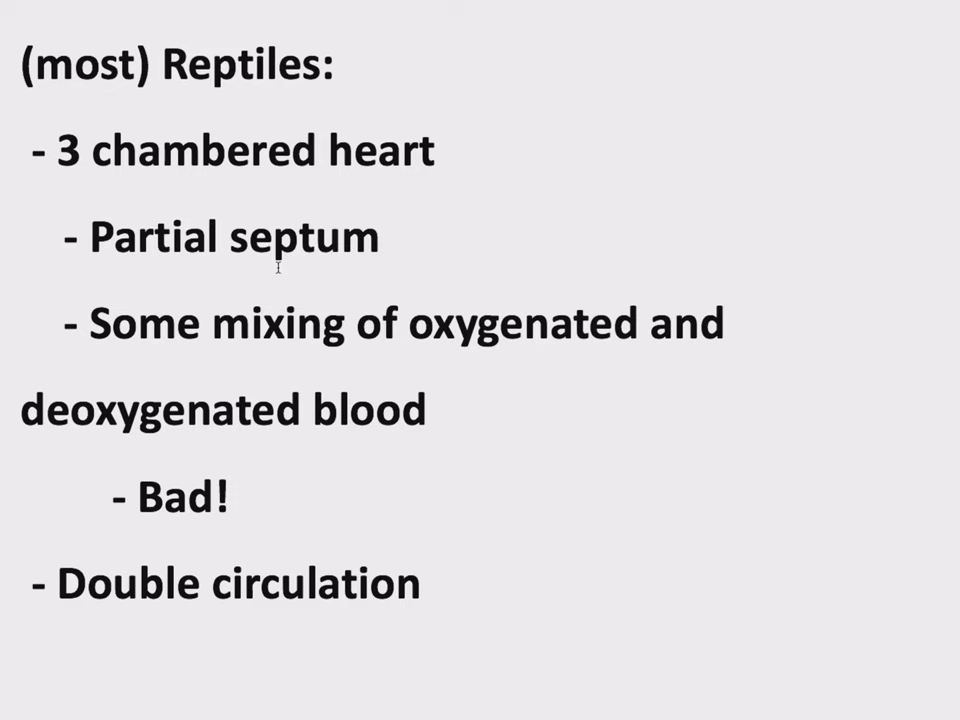 (most) Reptiles:
- 3 chambered heart
- Partial septum
- Some mixing of oxygenated and
deoxygenated blood
- Bad!
- Double circulation